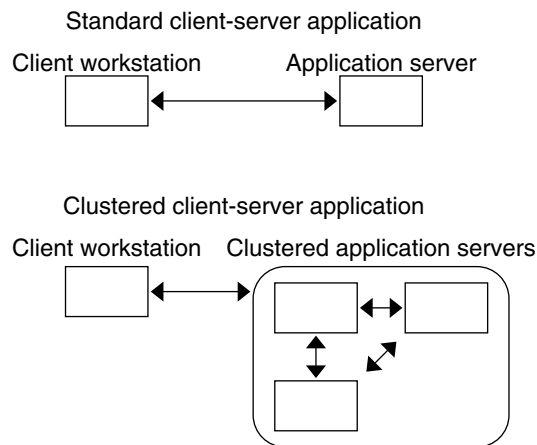 Standard client-server application
Client workstation
Application server
Clustered client-server application
Client workstation
Clustered application servers